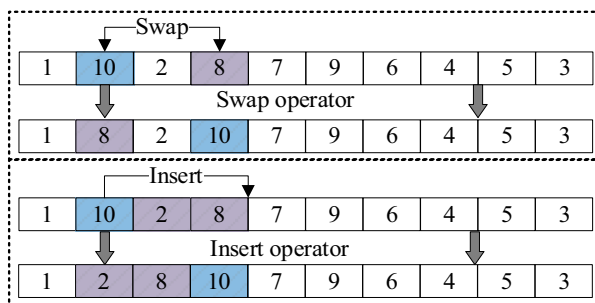 Swap
1 10 2 8 7 9 6 4 5 3
Swap operator
1 8 2 10 7 9 6 4 5 3
Insert
1 10 2 8 7 9 6 4 5 3
Insert operator
1 2 8 10 7 9 6 4 5 3